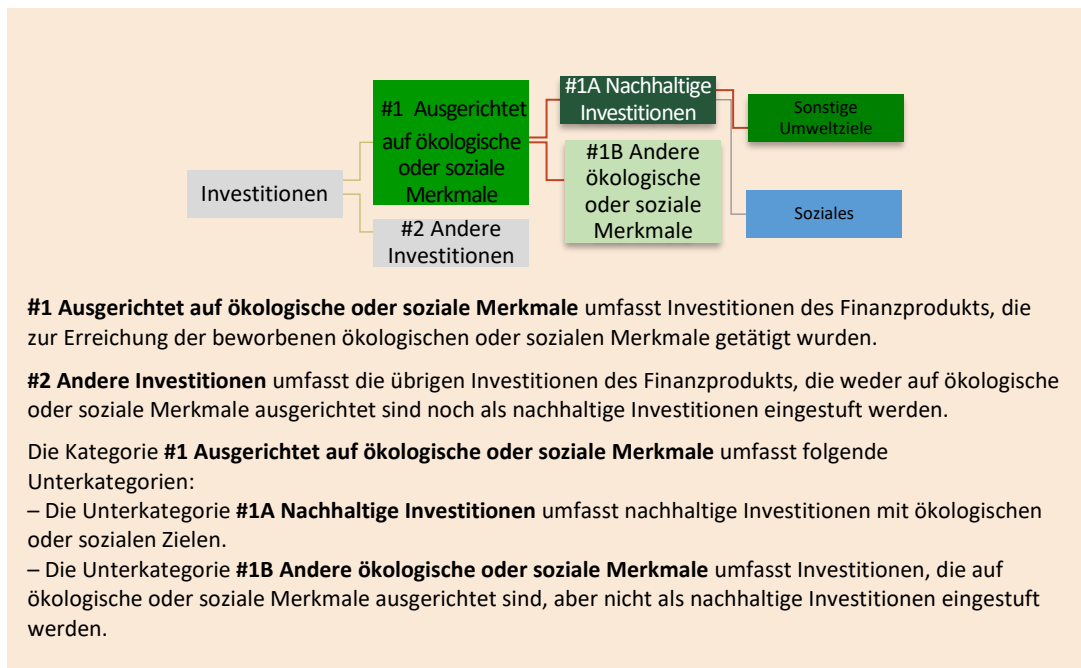 Investitionen
#1 Ausgerichtet
auf ökologische
oder soziale
Merkmale
#2 Andere
Investitionen
#1A Nachhaltige
Investitionen
#1B Andere
ökologische
oder soziale
Merkmale
Sonstige
Umweltziele
Soziales
#1 Ausgerichtet auf ökologische oder soziale Merkmale umfasst Investitionen des Finanzprodukts, die
zur Erreichung der beworbenen ökologischen oder sozialen Merkmale getätigt wurden.
#2 Andere Investitionen umfasst die übrigen Investitionen des Finanzprodukts, die weder auf ökologische
oder soziale Merkmale ausgerichtet sind noch als nachhaltige Investitionen eingestuft werden.
Die Kategorie #1 Ausgerichtet auf ökologische oder soziale Merkmale umfasst folgende
Unterkategorien:
– Die Unterkategorie #1A Nachhaltige Investitionen umfasst nachhaltige Investitionen mit ökologischen
oder sozialen Zielen.
– Die Unterkategorie #1B Andere ökologische oder soziale Merkmale umfasst Investitionen, die auf
ökologische oder soziale Merkmale ausgerichtet sind, aber nicht als nachhaltige Investitionen eingestuft
werden.